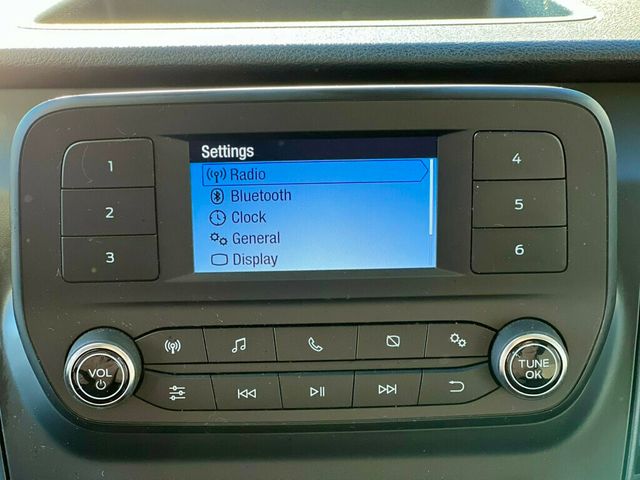 Settings
Radio
Bluetooth
Clock
General
Display
1
2
3
4
5
6
VOL
TUNE
OK